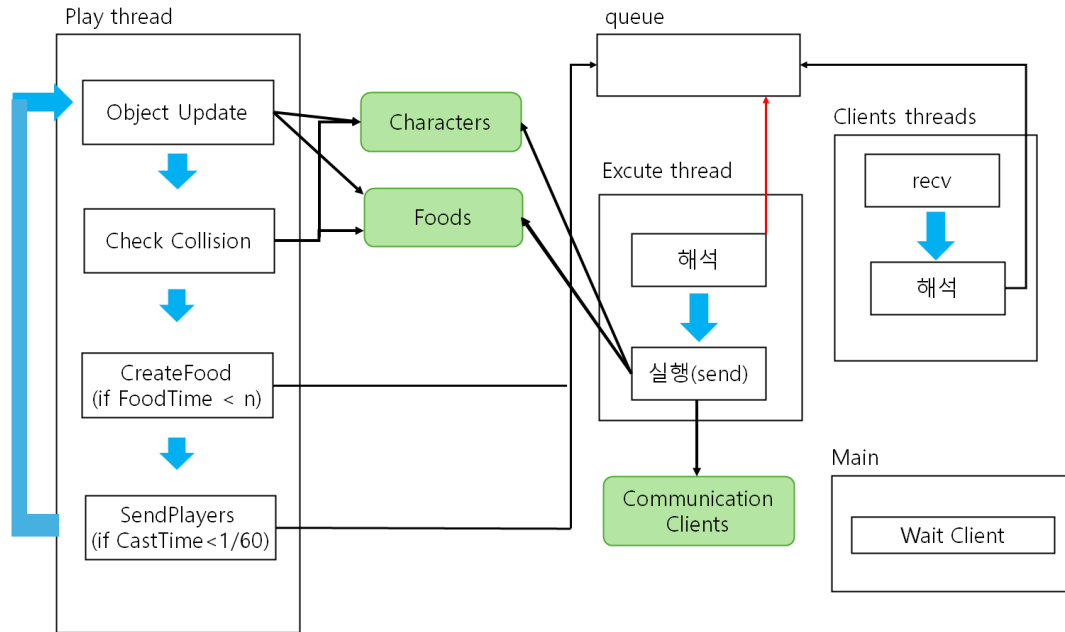 Play thread
Object Update
Check Collision
CreateFood
(if FoodTime < n)
SendPlayers
(if CastTime<1/60)
Characters
Foods
queue
Excute thread
해석
실행(send)
Communication
Clients
Clients threads
recv
해석
Main
Wait Client